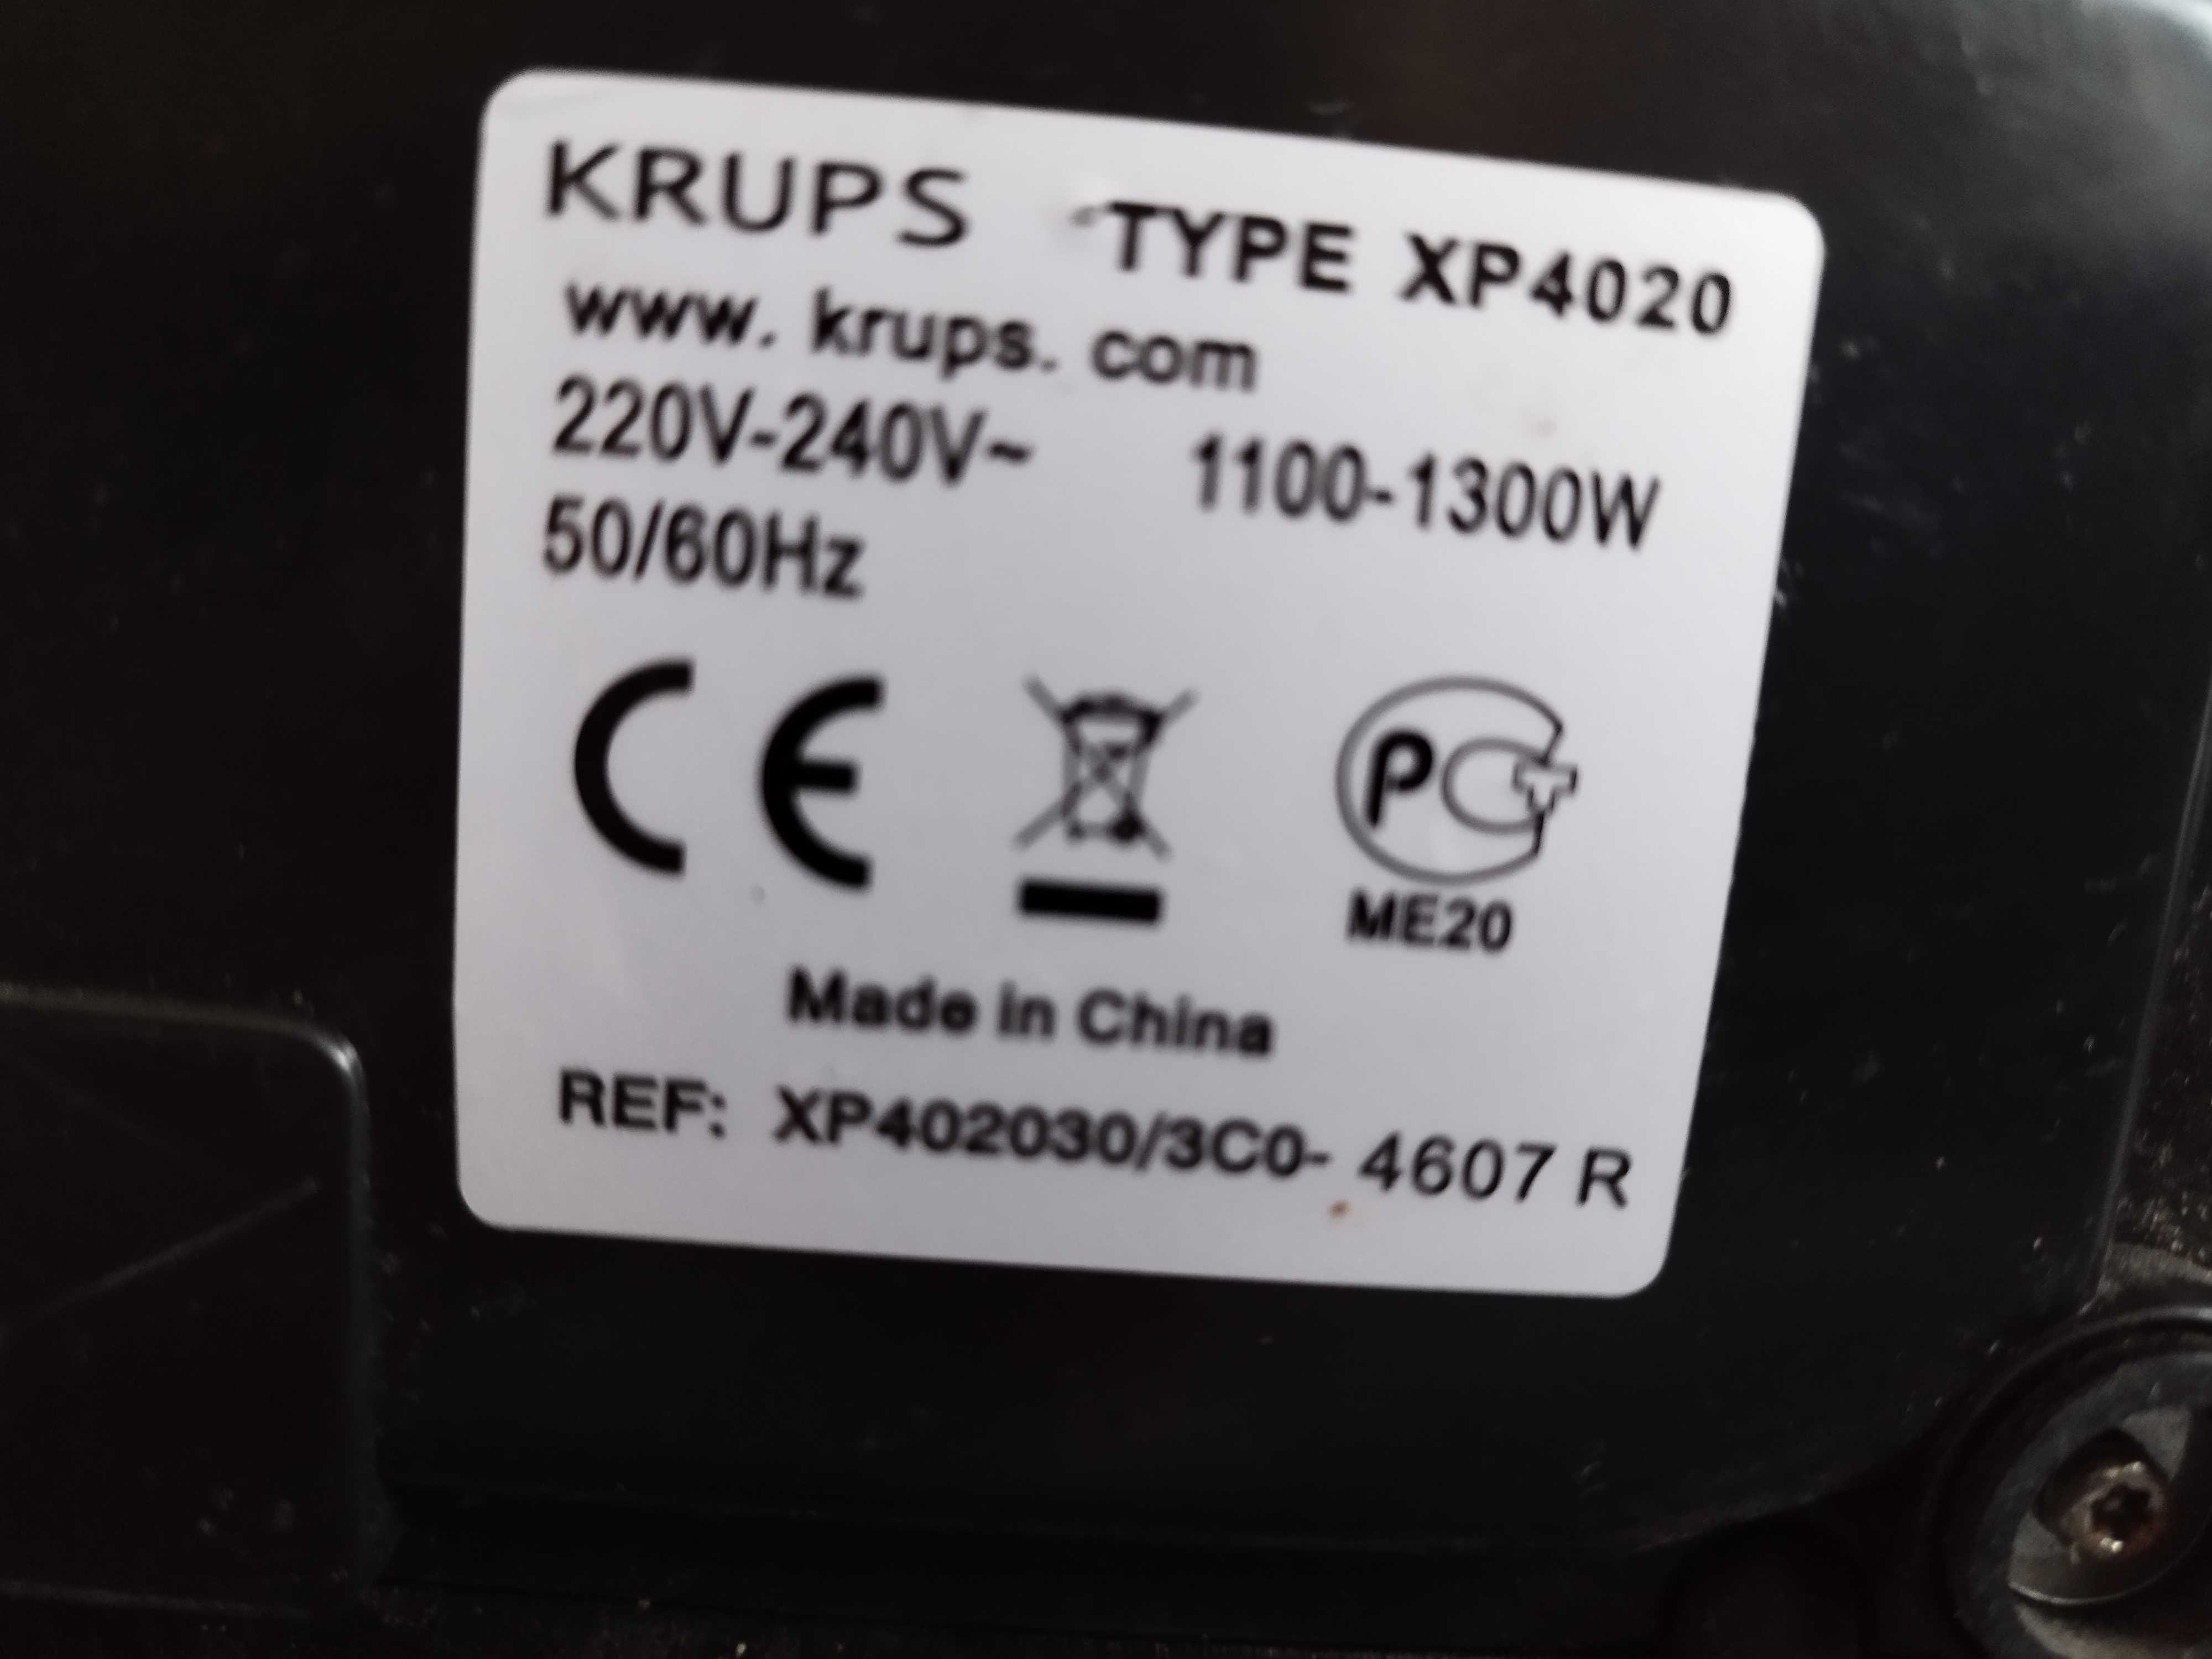 KRUPS TYPE XP4020
www. krups. com
220V-240V~ 1100-1300W
50/60Hz
CE PCT
ME20
Made in China
REF: XP402030/3C0- 4607 R